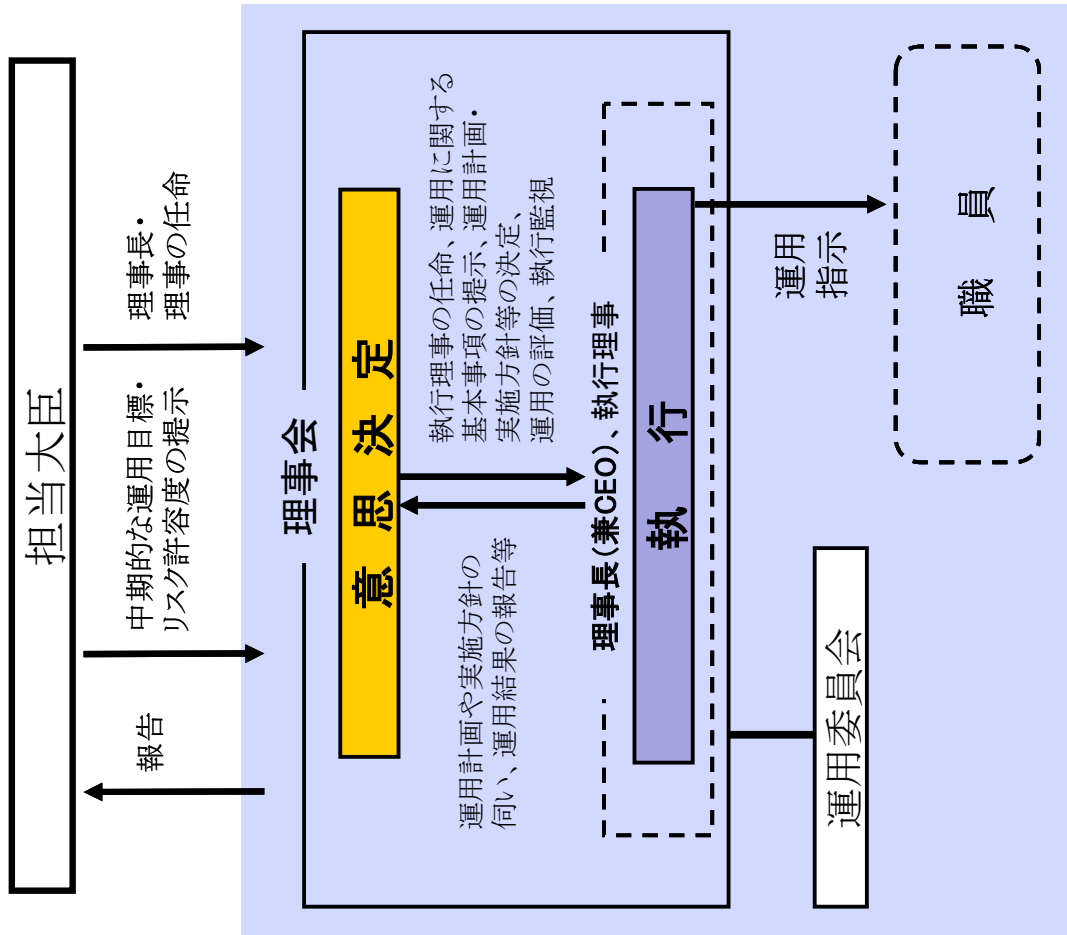 担当大臣
報告
中期的な運用目標・
リスク許容度の提示
理事長・
理事の任命
理事会
意思決定
運用計画や実施方針の
伺い、運用結果の報告等
執行理事の任命、運用に関する
基本事項の提示、運用計画・
実施方針等の決定、
運用の評価、執行監視
理事長(兼CEO)、執行理事
執行
運用
指示
運用委員会
職員